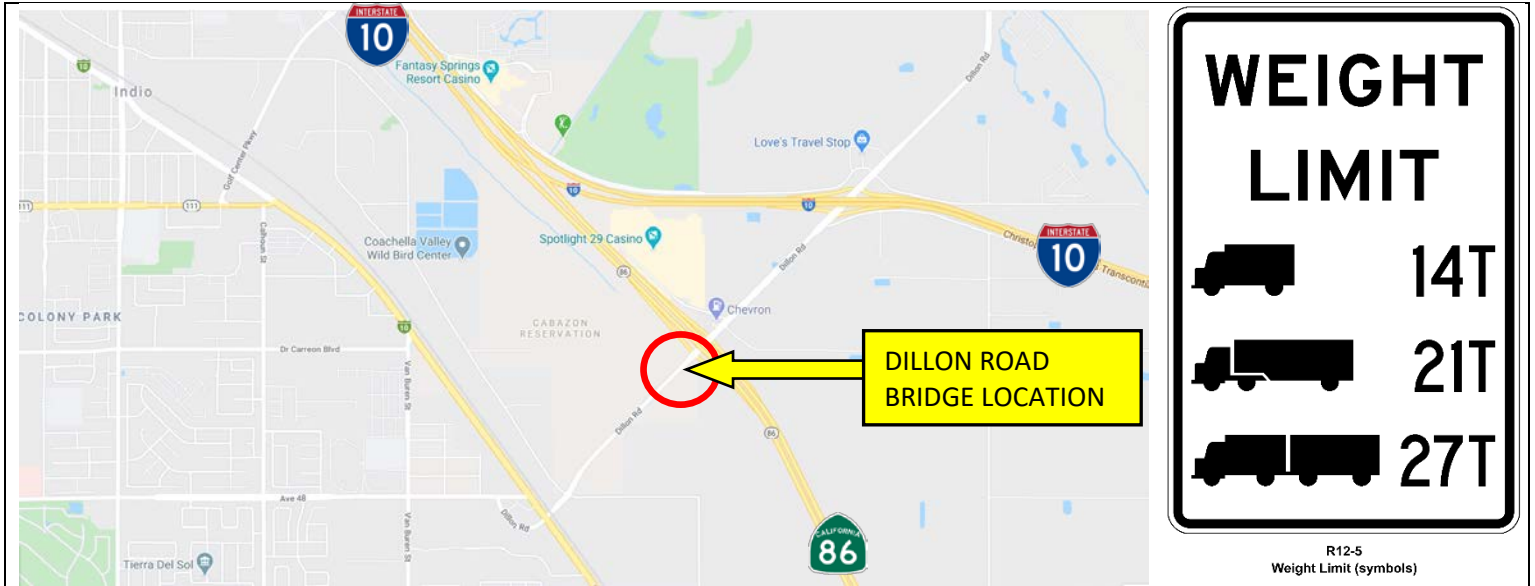 INTERSTATE
10
10
Indio
Fantasy Springs
Resort Casino
Golf Center Pkwy
Dillon Rd
Love's Travel Stop
10
10
111
111
Calhoun St
Coachella Valley
Wild Bird Center
Spotlight 29 Casino
86
Dillon Rd
INTERSTATE
10
Transconti
COLONY PARK
10
CABAZON
RESERVATION
Chevron
Dr Carreon Blvd
Van Buren St
Dillon Rd
DILLON ROAD
BRIDGE LOCATION
86
Ave 48
Dillon Rd
Van Buren St
CALIFORNIA
86
Tierra Del Sol
WEIGHT
LIMIT
14T
21T
27T
R12-5
Weight Limit (symbols)